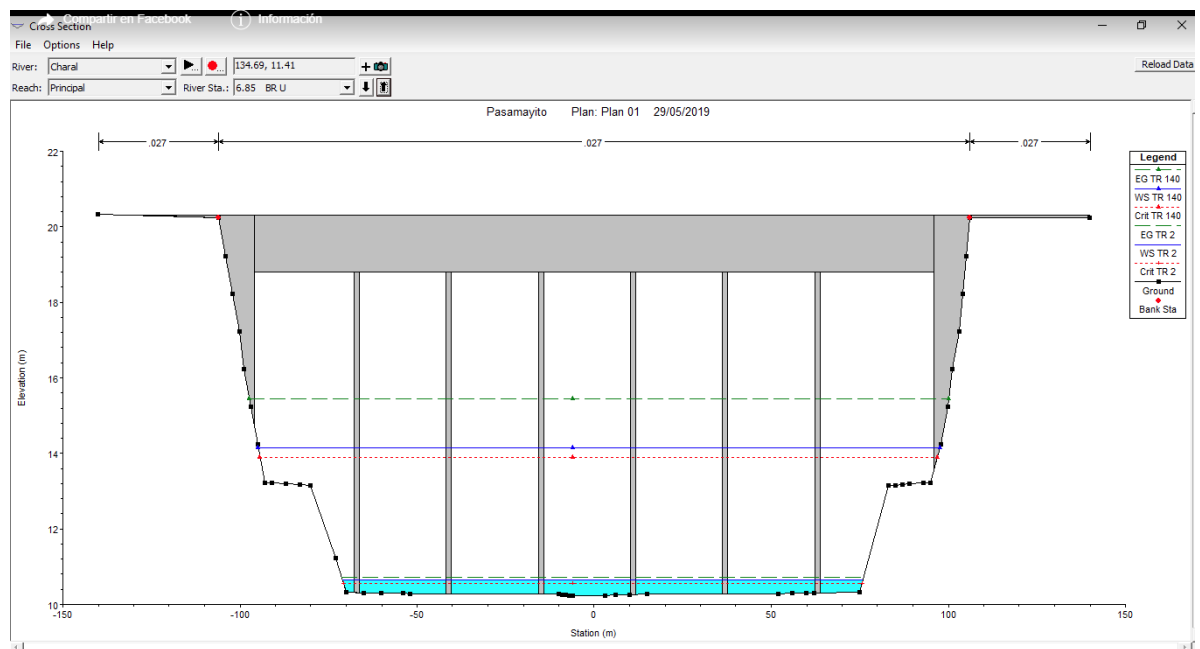 Compartir en Facebook Información
Cross Section
File Options Help
River: Charal 134.69, 11.41 Reload Data
Reach: Principal River Sta.: 6.85 BR U
Pasamayito Plan: Plan 01 29/05/2019
.027 .027 .027
Legend
EG TR 140
WS TR 140
Crit TR 140
EG TR 2
WS TR 2
Crit TR 2
Ground
Bank Sta
22
20
18
16
14
12
10
Elevation (m)
-150 -100 -50 0 50 100 150
Station (m)